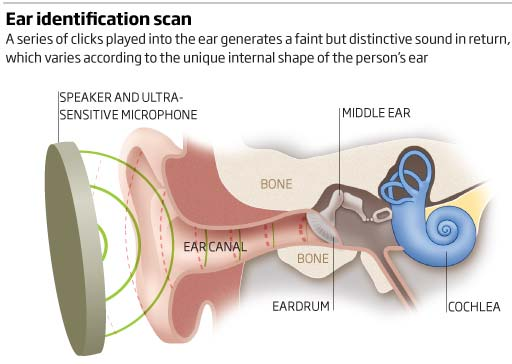 Ear identification scan
A series of clicks played into the ear generates a faint but distinctive sound in return,
which varies according to the unique internal shape of the person's ear
SPEAKER AND ULTRA-
SENSITIVE MICROPHONE
MIDDLE EAR
BONE
EAR CANAL
BONE
EARDRUM
COCHLEA